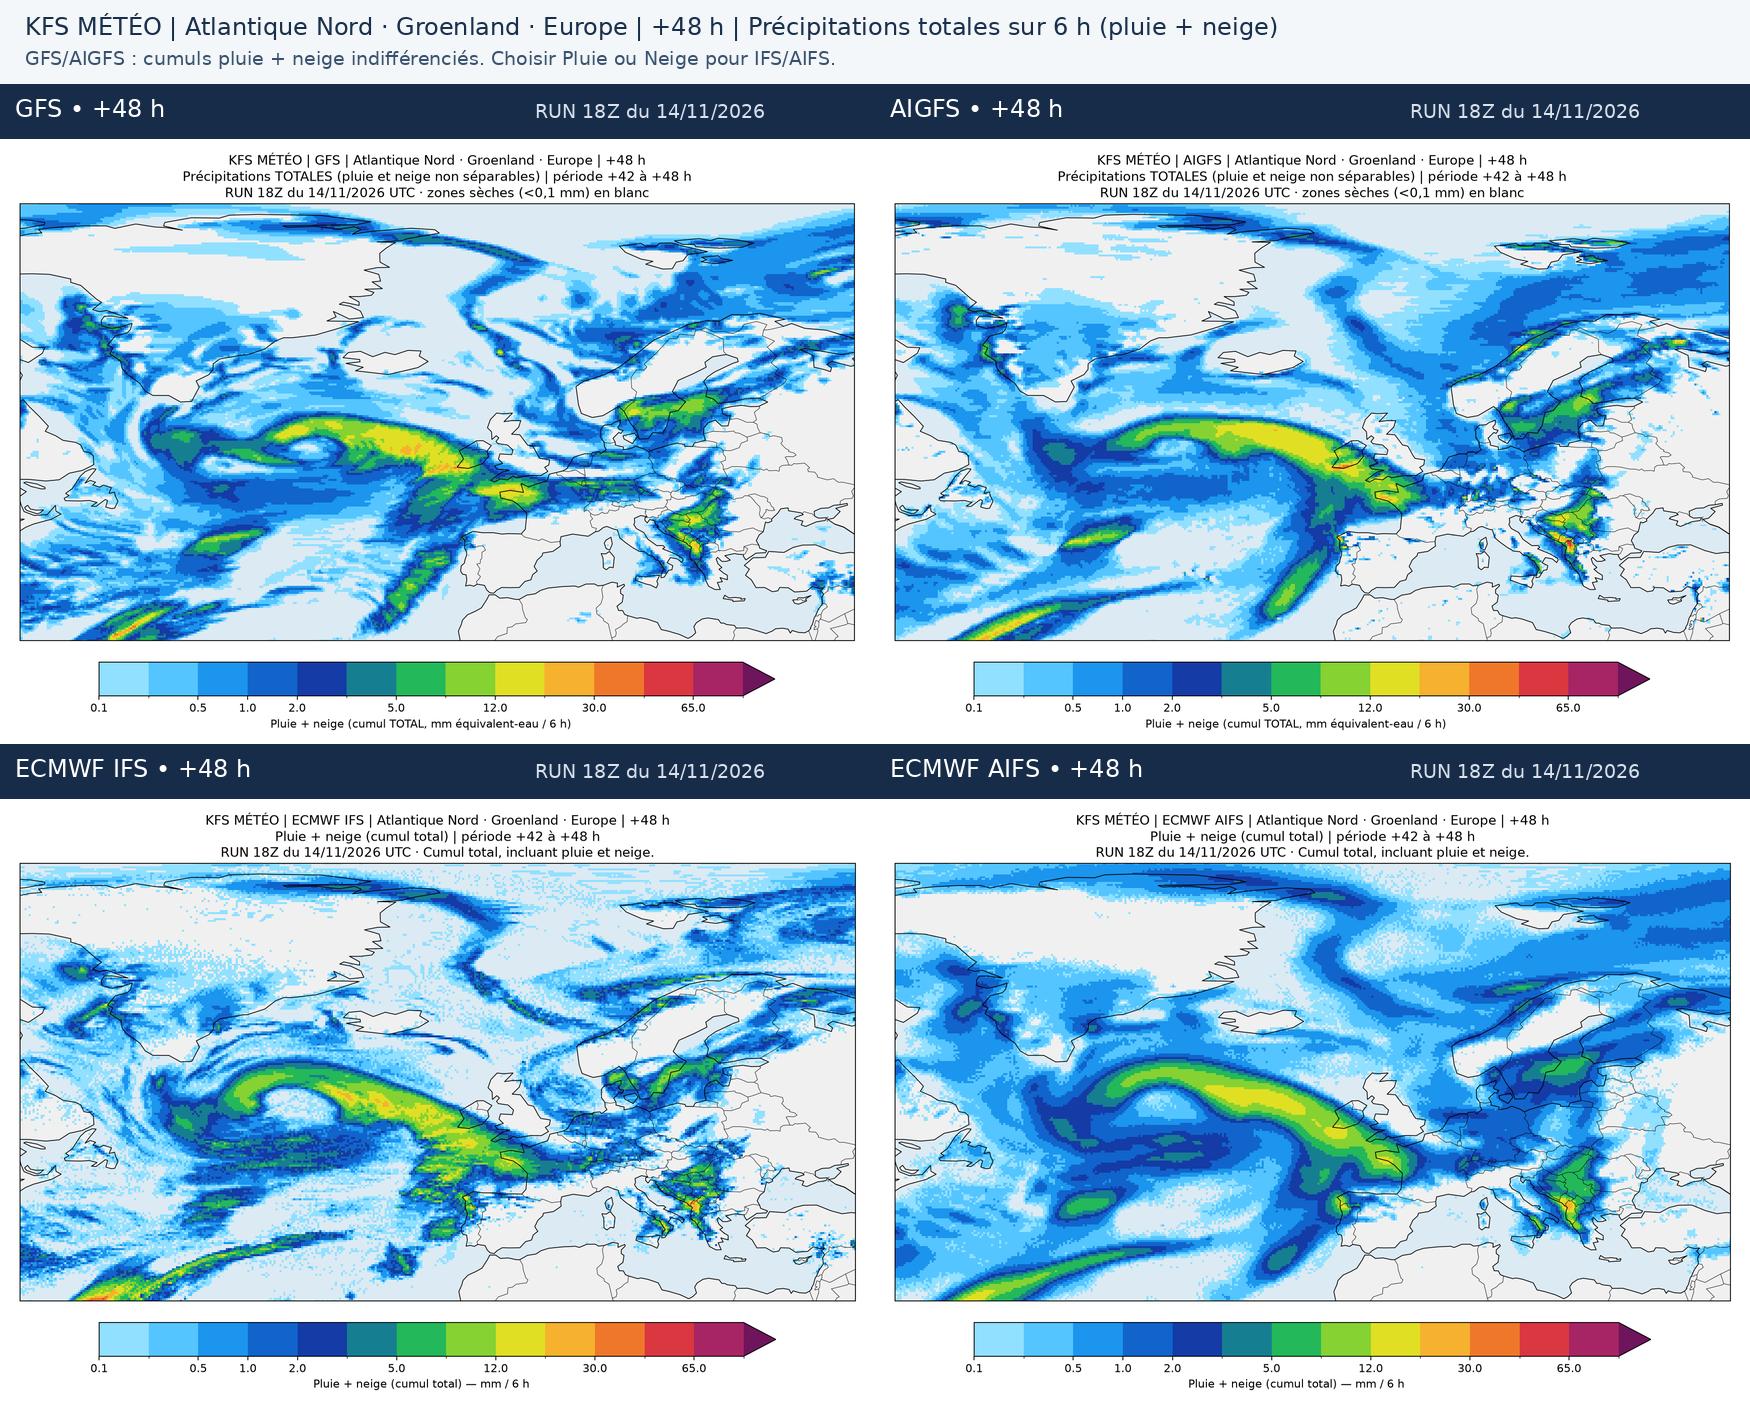 KFS MÉTÉO | Atlantique Nord · Groenland · Europe | +48 h | Précipitations totales sur 6 h (pluie + neige)
GFS/AIGFS : cumuls pluie + neige indifférenciés. Choisir Pluie ou Neige pour IFS/AIFS.
GFS • +48 h
RUN 18Z du 14/11/2026
AIGFS • +48 h
RUN 18Z du 14/11/2026
KFS MÉTÉO | GFS | Atlantique Nord · Groenland · Europe | +48 h
Précipitations TOTALES (pluie et neige non séparables) | période +42 à +48 h
RUN 18Z du 14/11/2026 UTC · zones sèches (<0,1 mm) en blanc
KFS MÉTÉO | AIGFS | Atlantique Nord · Groenland · Europe | +48 h
Précipitations TOTALES (pluie et neige non séparables) | période +42 à +48 h
RUN 18Z du 14/11/2026 UTC · zones sèches (<0,1 mm) en blanc
0.1 0.5 1.0 2.0 5.0 12.0 30.0 65.0
Pluie + neige (cumul TOTAL, mm équivalent-eau / 6 h)
0.1 0.5 1.0 2.0 5.0 12.0 30.0 65.0
Pluie + neige (cumul TOTAL, mm équivalent-eau / 6 h)
ECMWF IFS • +48 h
RUN 18Z du 14/11/2026
ECMWF AIFS • +48 h
RUN 18Z du 14/11/2026
KFS MÉTÉO | ECMWF IFS | Atlantique Nord · Groenland · Europe | +48 h
Pluie + neige (cumul total) | période +42 à +48 h
RUN 18Z du 14/11/2026 UTC · Cumul total, incluant pluie et neige.
KFS MÉTÉO | ECMWF AIFS | Atlantique Nord · Groenland · Europe | +48 h
Pluie + neige (cumul total) | période +42 à +48 h
RUN 18Z du 14/11/2026 UTC · Cumul total, incluant pluie et neige.
0.1 0.5 1.0 2.0 5.0 12.0 30.0 65.0
Pluie + neige (cumul total) — mm / 6 h
0.1 0.5 1.0 2.0 5.0 12.0 30.0 65.0
Pluie + neige (cumul total) — mm / 6 h